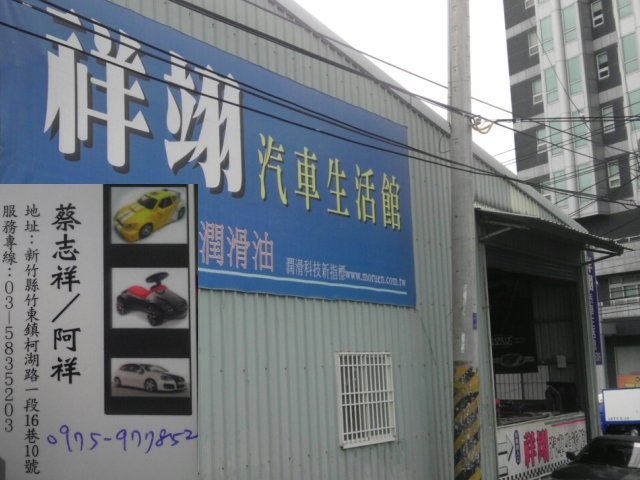 祥翊
汽車生活館
潤滑油
潤滑科技新指標www.moruen.com.tw
蔡志祥／阿祥
地址：新竹縣竹東鎮柯湖路一段16巷10號
服務專線：03－5835203
0975-977852
祥翊